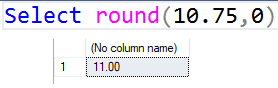 Select round(10.75,0)
(No column name)
1 11.00